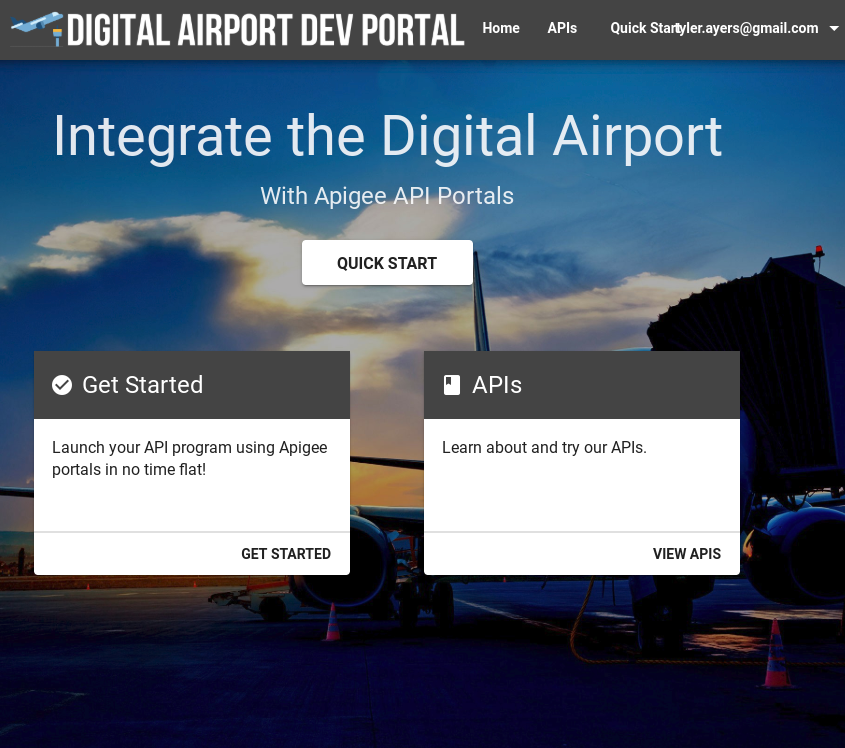 DIGITAL AIRPORT DEV PORTAL
Home APIs Quick Start tyler.ayers@gmail.com
Integrate the Digital Airport
With Apigee API Portals
QUICK START
Get Started
Launch your API program using Apigee
portals in no time flat!
GET STARTED
APIs
Learn about and try our APIs.
VIEW APIS